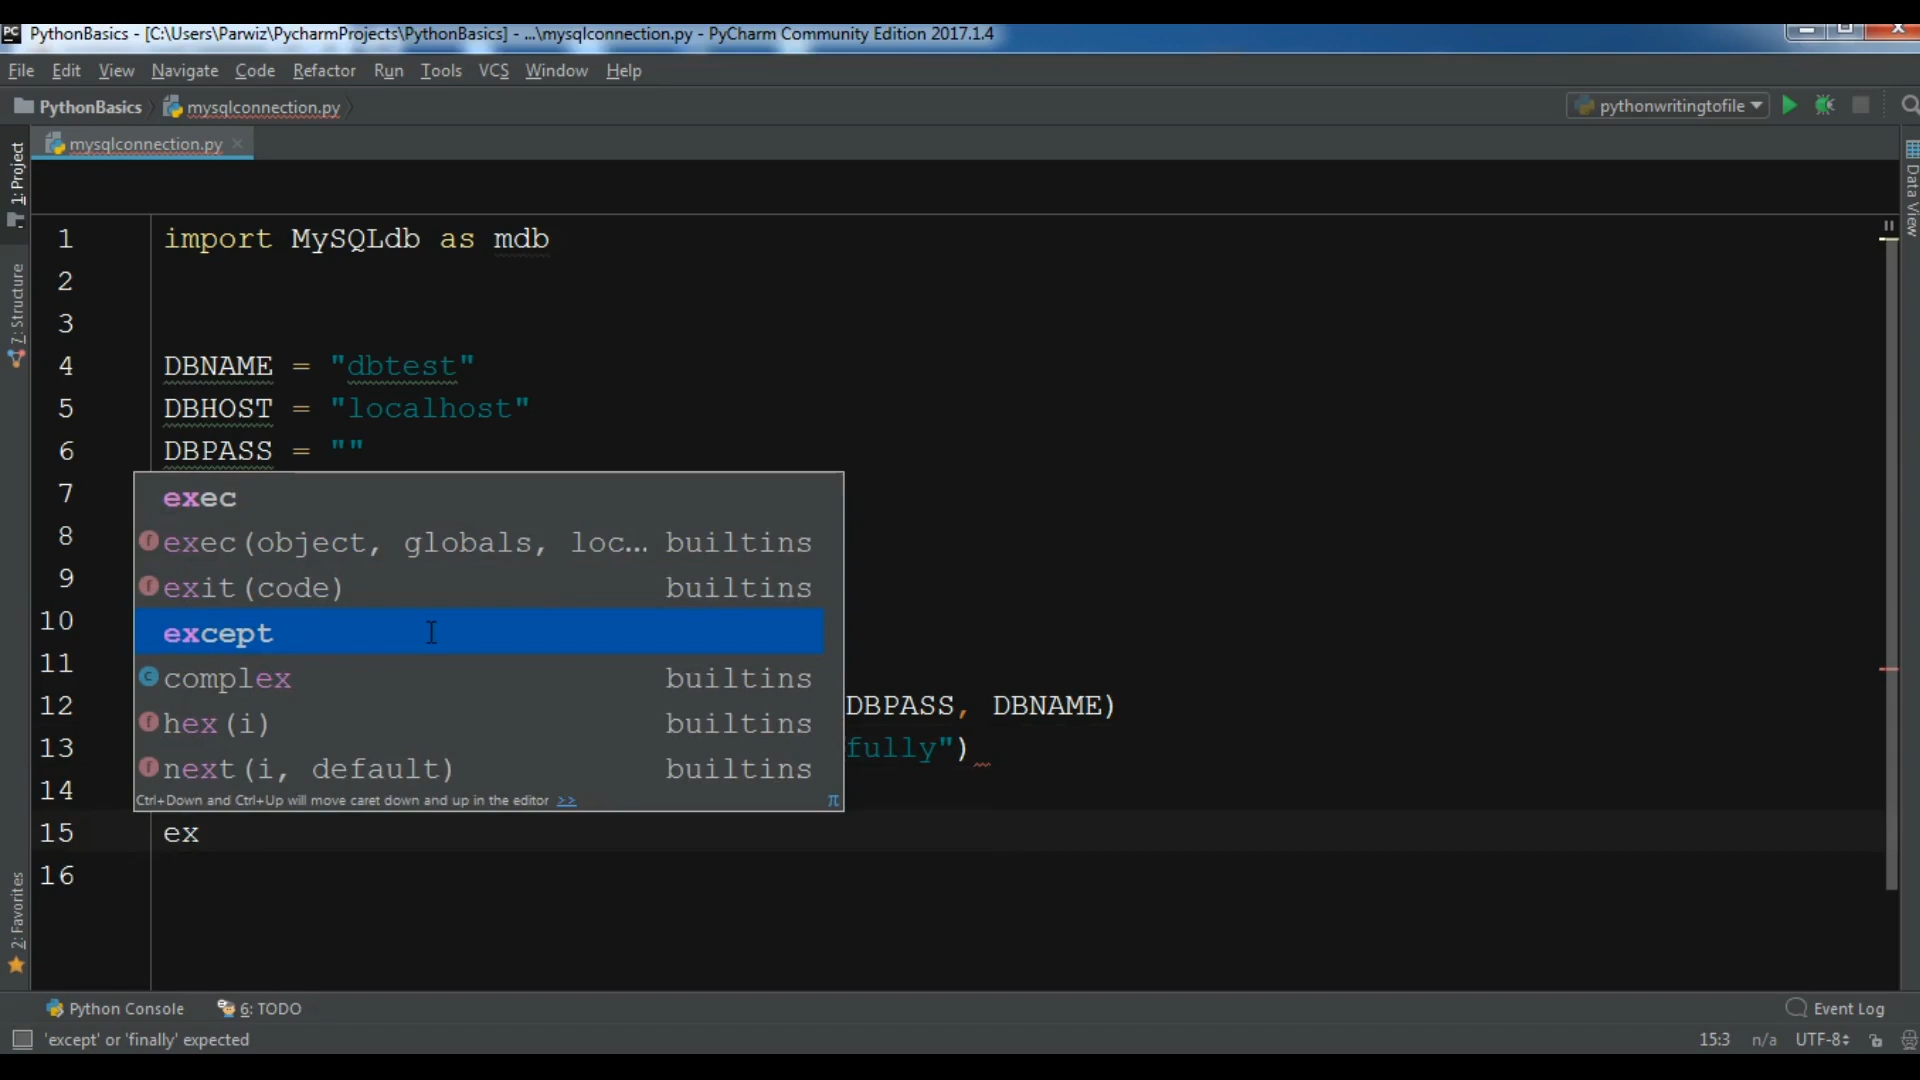 PythonBasics - [C:\Users\Parwiz\PycharmProjects\PythonBasics] - ...\mysqlconnection.py - PyCharm Community Edition 2017.1.4
File Edit View Navigate Code Refactor Run Tools VCS Window Help
PythonBasics mysqlconnection.py pythonwritingtofile
mysqlconnection.py
1: Project
7: Structure
2: Favorites
Data View
1 import MySQLdb as mdb
2
3
4 DBNAME = "dbtest"
5 DBHOST = "localhost"
6 DBPASS = ""
7 exec
8 exec(object, globals, loc... builtins
9 exit(code) builtins
10 except
11 complex builtins
12 hex(i) builtins DBPASS, DBNAME)
13 next(i, default) builtins fully")
14 Ctrl+Down and Ctrl+Up will move caret down and up in the editor >> π
15 ex
16
Python Console 6: TODO Event Log
'except' or 'finally' expected 15:3 n/a UTF-8